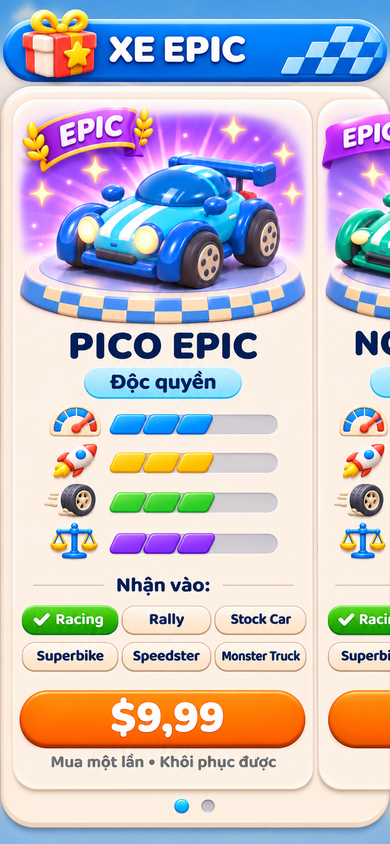 XE EPIC
EPIC
PICO EPIC
Độc quyền
Nhận vào:
Racing
Rally
Stock Car
Superbike
Speedster
Monster Truck
$9,99
Mua một lần • Khôi phục được
EPIC